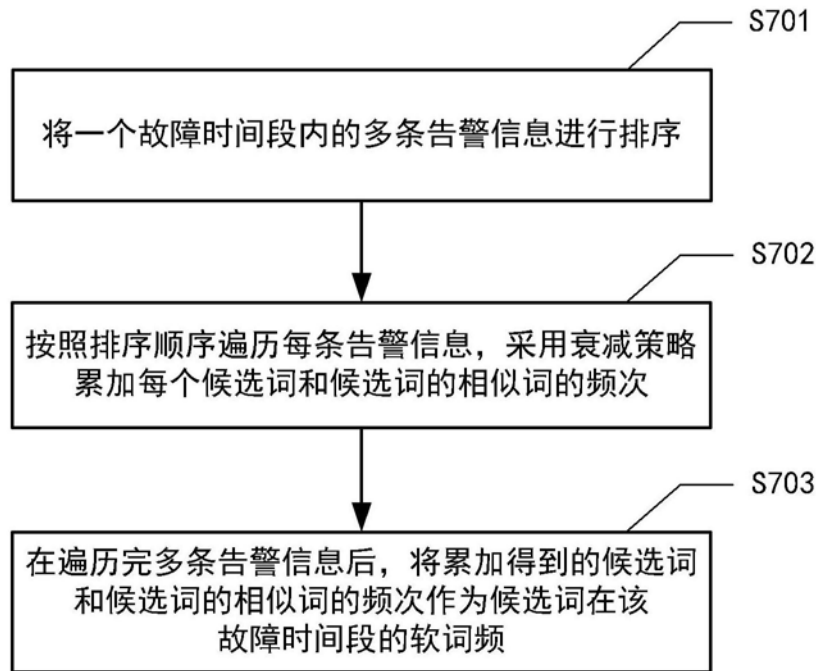 S701
将一个故障时间段内的多条告警信息进行排序
S702
按照排序顺序遍历每条告警信息，采用衰减策略
累加每个候选词和候选词的相似词的频次
S703
在遍历完多条告警信息后，将累加得到的候选词
和候选词的相似词的频次作为候选词在该
故障时间段的软词频